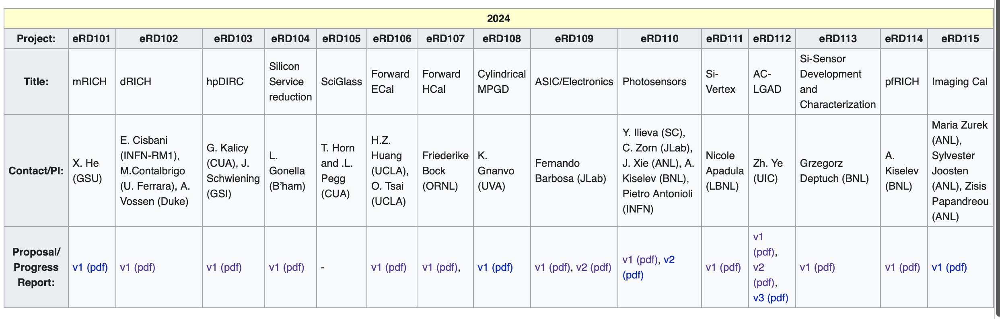 2024
Project:
eRD101
eRD102
eRD103
eRD104
eRD105
eRD106
eRD107
eRD108
eRD109
eRD110
eRD111
eRD112
eRD113
eRD114
eRD115
Title:
mRICH
dRICH
hpDIRC
Silicon
Service
reduction
SciGlass
Forward
ECal
Forward
HCal
Cylindrical
MPGD
ASIC/Electronics
Photosensors
Si-
Vertex
AC-
LGAD
Si-Sensor
Development
and
Characterization
pfRICH
Imaging Cal
Contact/PI:
X. He
(GSU)
E. Cisbani
(INFN-RM1),
M.Contalbrigo
(U. Ferrara), A.
Vossen (Duke)
G. Kalicy
(CUA), J.
Schwiening
(GSI)
L.
Gonella
(B’ham)
T. Horn
and .L.
Pegg
(CUA)
H.Z.
Huang
(UCLA),
O. Tsai
(UCLA)
Friederike
Bock
(ORNL)
K.
Gnanvo
(UVA)
Fernando
Barbosa (JLab)
Y. Ilieva (SC),
C. Zorn (JLab),
J. Xie (ANL), A.
Kiselev (BNL),
Pietro Antonioli
(INFN)
Nicole
Apadula
(LBNL)
Zh. Ye
(UIC)
Grzegorz
Deptuch (BNL)
A.
Kiselev
(BNL)
Maria Zurek
(ANL),
Sylvester
Joosten
(ANL), Zisis
Papandreou
(ANL)
Proposal/
Progress
Report:
v1 (pdf)
v1 (pdf)
v1 (pdf)
v1 (pdf)
-
v1 (pdf)
v1 (pdf),
v1 (pdf)
v1 (pdf), v2 (pdf)
v1 (pdf), v2
(pdf)
v1 (pdf)
v1
(pdf),
v2
(pdf),
v3 (pdf)
v1 (pdf)
v1 (pdf)
v1 (pdf)